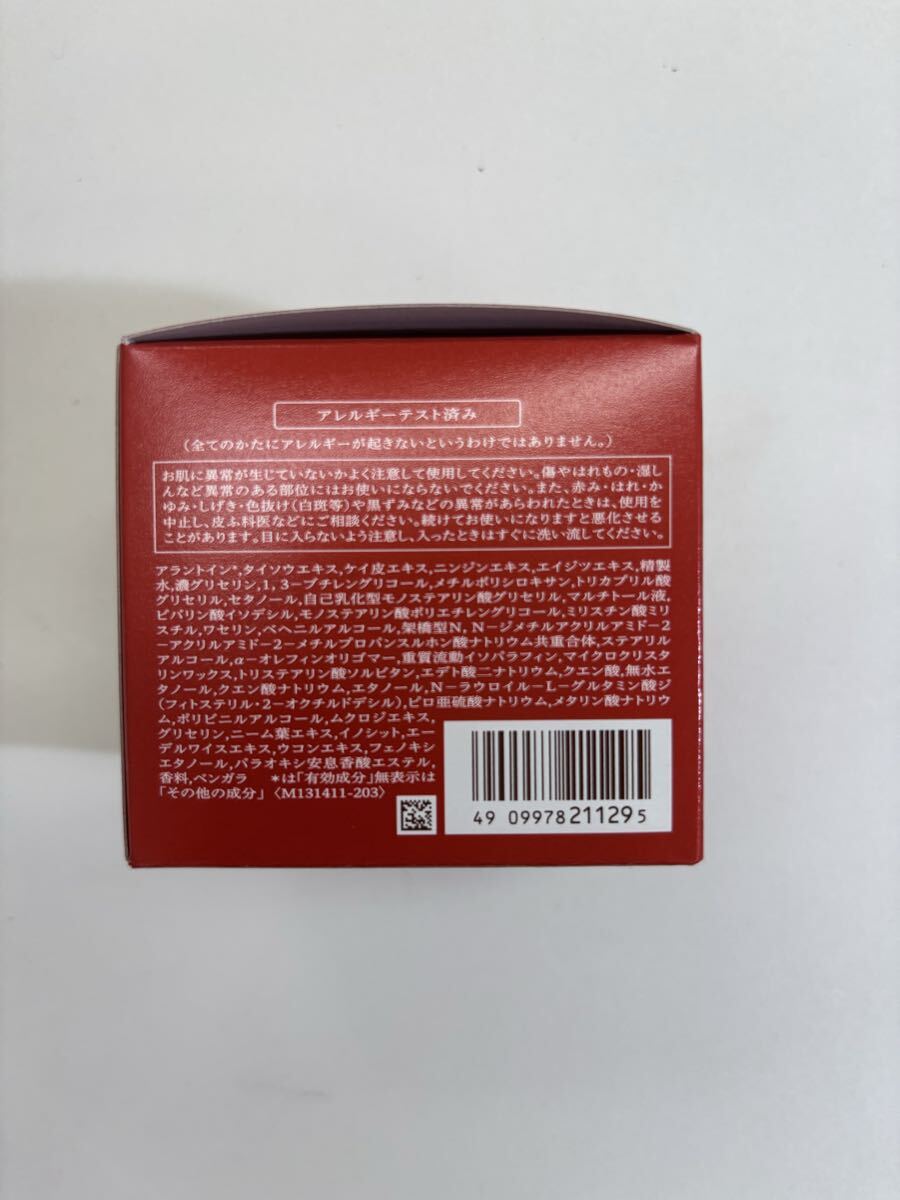 アレルギーテスト済み
(全てのかたにアレルギーが起きないというわけではありません。)
お肌に異常が生じていないかよく注意して使用してください。傷やはれもの・湿し
んなど異常のある部位にはお使いにならないでください。また、赤み・はれ・か
ゆみ・しげき・色抜け(白斑等)や黒ずみなどの異常があらわれたときは、使用を
中止し、皮ふ科医などにご相談ください。続けてお使いになりますと悪化させる
ことがあります。目に入らないよう注意し、入ったときはすぐに洗い流してください。
アラントイン*,タイソウエキス,ケイ皮エキス,ニンジンエキス,エイジツエキス,精製
水,濃グリセリン,1,3-ブチレングリコール,メチルポリシロキサン,トリカプリル酸
グリセリル,セタノール,自己乳化型モノステアリン酸グリセリル,マルチトール液,
ピバリン酸イソデシル,モノステアリン酸ポリエチレングリコール,ミリスチン酸ミリ
スチル,ワセリン,ベヘニルアルコール,架橋型N,N-ジメチルアクリルアミド-2
-アクリルアミド-2-メチルプロパンスルホン酸ナトリウム共重合体,ステアリル
アルコール,α-オレフィンオリゴマー,重質流動イソパラフィン,マイクロクリスタ
リンワックス,トリステアリン酸ソルビタン,エデト酸二ナトリウム,クエン酸,無水エ
タノール,クエン酸ナトリウム,エタノール,N-ラウロイル-L-グルタミン酸ジ
(フィトステリル・2-オクチルドデシル),ピロ亜硫酸ナトリウム,メタリン酸ナトリウ
ム,ポリビニルアルコール,ムクロジエキス,
グリセリン,ニーム葉エキス,イノシット,エー
デルワイスエキス,ウコンエキス,フェノキシ
エタノール,パラオキシ安息香酸エステル,
香料,ベンガラ *は「有効成分」無表示は
「その他の成分」〈M131411-203〉
49 09978 21129 5